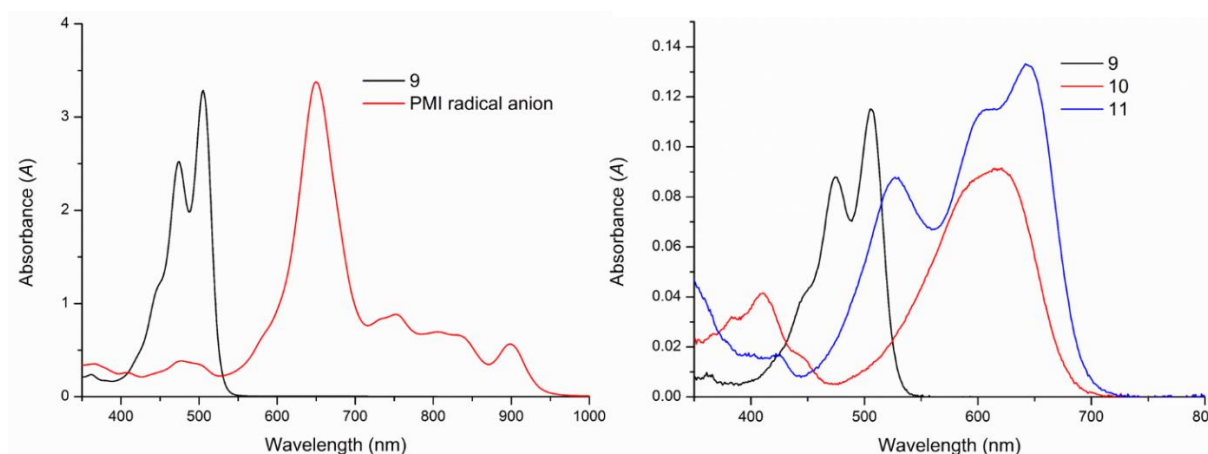 4
3
2
1
0
Absorbance (A)
9
PMI radical anion
400 500 600 700 800 900 1000
Wavelength (nm)
0.14
0.12
0.10
0.08
0.06
0.04
0.02
0.00
Absorbance (A)
9
10
11
400 500 600 700 80
Wavelength (nm)